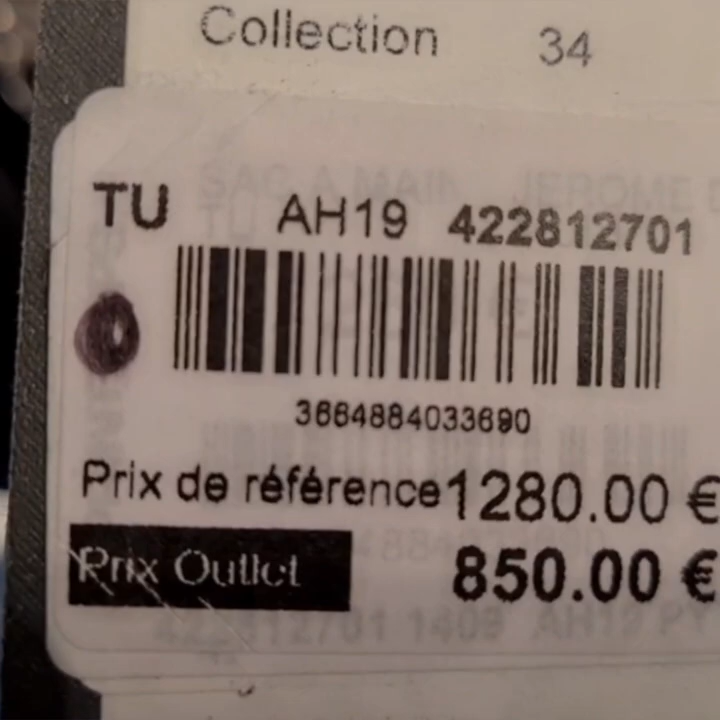 Collection 34
TU AH19 422812701
3664884033690
Prix de référence 1280.00 €
Prix Outlet 850.00 €